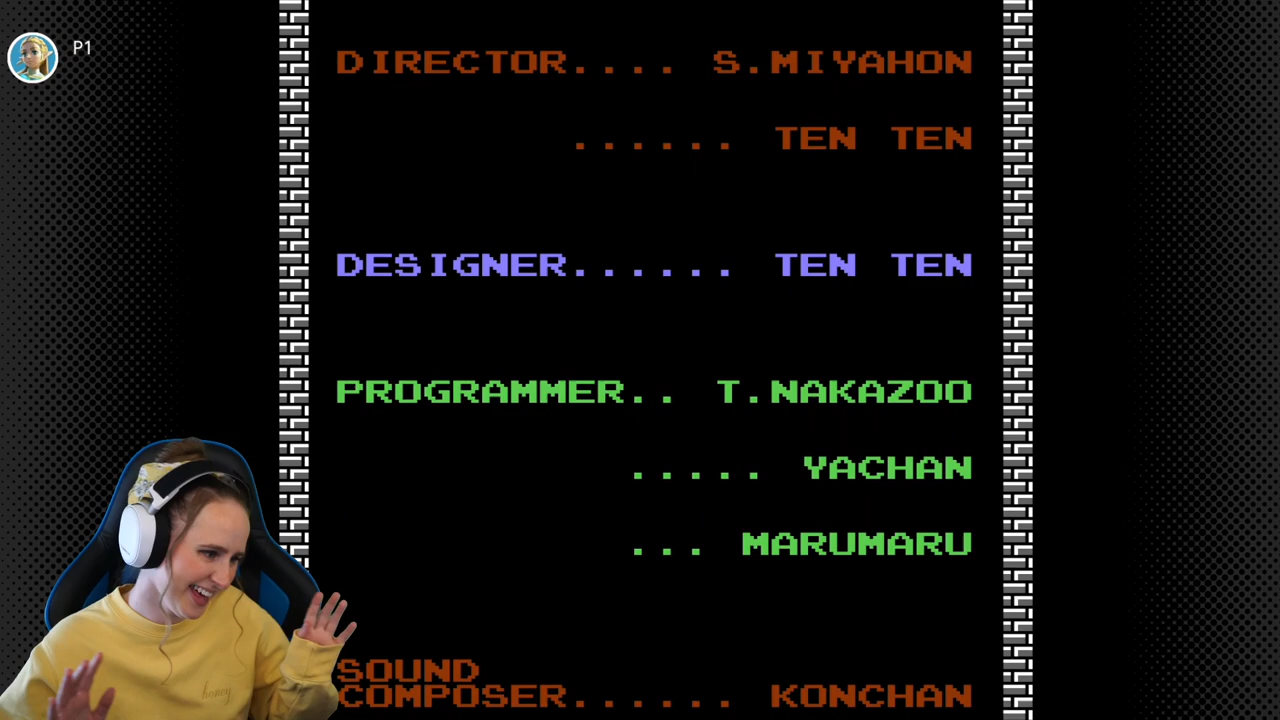 P1
DIRECTOR.... S.MIYAHON
...... TEN TEN
DESIGNER...... TEN TEN
PROGRAMMER.. T.NAKAZOO
..... YACHAN
... MARUMARU
SOUND
COMPOSER...... KONCHAN
honey